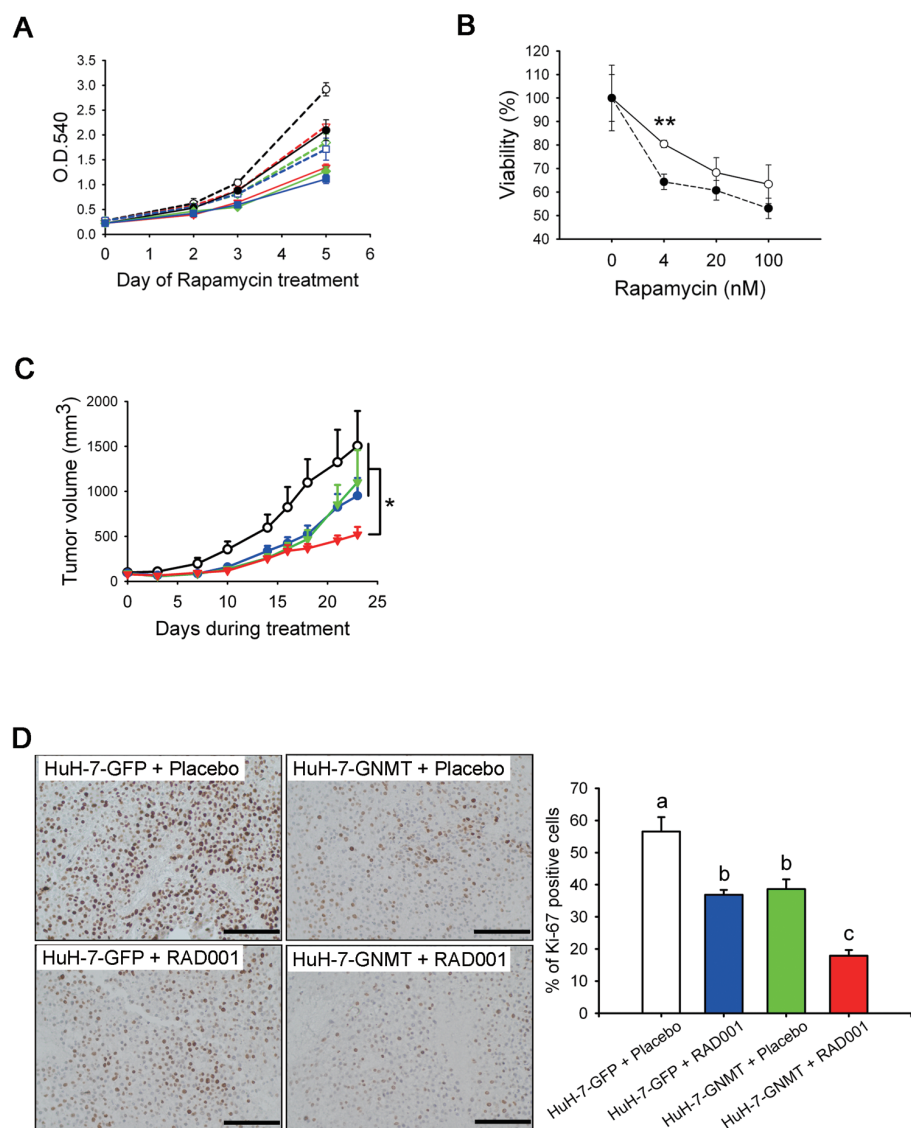 A
O.D.540
3.5
3.0
2.5
2.0
1.5
1.0
0.5
0.0
0 1 2 3 4 5 6
Day of Rapamycin treatment
B
Viability (%)
120
110
100
90
80
70
60
50
40
**
0 4 20 100
Rapamycin (nM)
C
Tumor volume (mm³)
2000
1500
1000
500
0
*
0 5 10 15 20 25
Days during treatment
D
HuH-7-GFP + Placebo
HuH-7-GNMT + Placebo
HuH-7-GFP + RAD001
HuH-7-GNMT + RAD001
% of Ki-67 positive cells
70
60
50
40
30
20
10
0
a
b
b
c
HuH-7-GFP + Placebo
HuH-7-GFP + RAD001
HuH-7-GNMT + Placebo
HuH-7-GNMT + RAD001